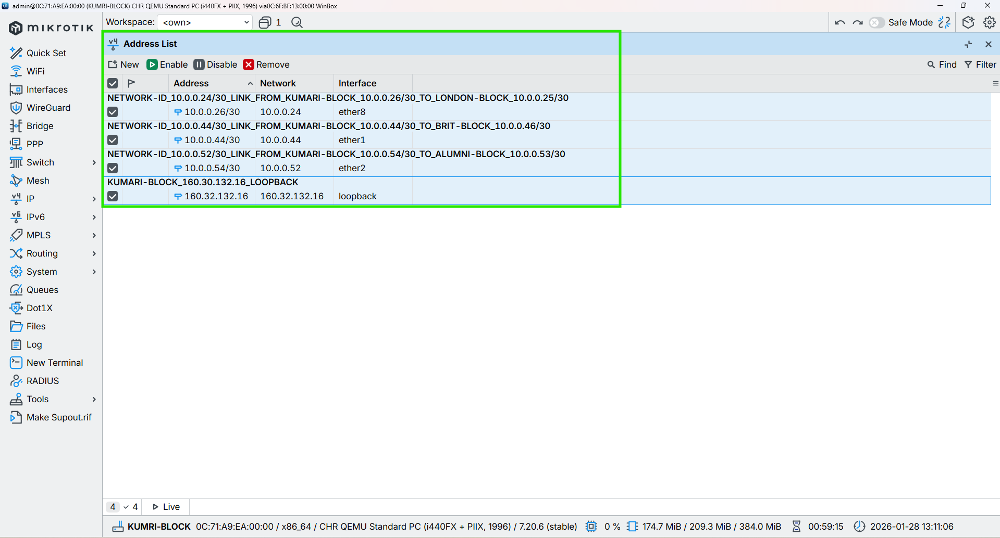 admin@0C:71:A9:EA:00:00 (KUMRI-BLOCK) CHR QEMU Standard PC (i440FX + PIIX, 1996) via0C:6F:BF:13:00:00 WinBox
mikrotik
Workspace: <own> 1
Safe Mode
Quick Set
WiFi
Interfaces
WireGuard
Bridge
PPP
Switch
Mesh
IP
IPv6
MPLS
Routing
System
Queues
Dot1X
Files
Log
New Terminal
RADIUS
Tools
Make Supout.rif
Address List
New Enable Disable Remove Find Filter
Address Network Interface
NETWORK-ID_10.0.0.24/30_LINK_FROM_KUMARI-BLOCK_10.0.0.26/30_TO_LONDON-BLOCK_10.0.0.25/30
10.0.0.26/30 10.0.0.24 ether8
NETWORK-ID_10.0.0.44/30_LINK_FROM_KUMARI-BLOCK_10.0.0.44/30_TO_BRIT-BLOCK_10.0.0.46/30
10.0.0.44/30 10.0.0.44 ether1
NETWORK-ID_10.0.0.52/30_LINK_FROM_KUMARI-BLOCK_10.0.0.54/30_TO_ALUMNI-BLOCK_10.0.0.53/30
10.0.0.54/30 10.0.0.52 ether2
KUMARI-BLOCK_160.30.132.16_LOOPBACK
160.32.132.16 160.32.132.16 loopback
4 4 Live
KUMRI-BLOCK 0C:71:A9:EA:00:00 / x86_64 / CHR QEMU Standard PC (i440FX + PIIX, 1996) / 7.20.6 (stable) 0 % 174.7 MiB / 209.3 MiB / 384.0 MiB 00:59:15 2026-01-28 13:11:06